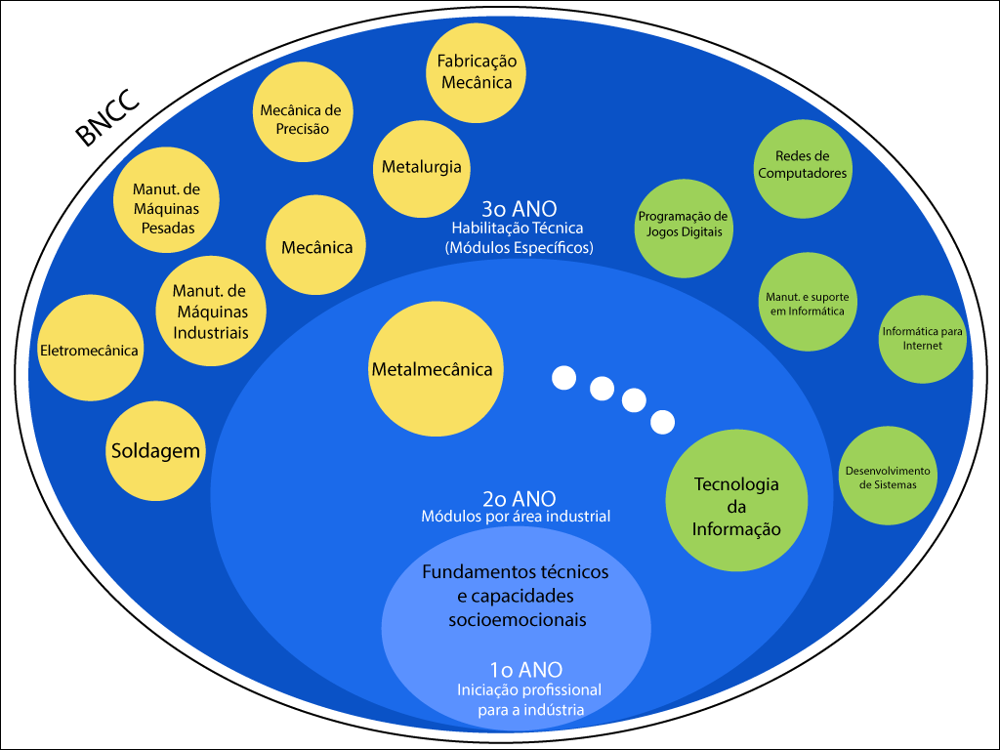 BNCC
Fabricação
Mecânica
Mecânica de
Precisão
Metalurgia
Manut. de
Máquinas
Pesadas
Mecânica
Manut. de
Máquinas
Industriais
Eletromecânica
Soldagem
3o ANO
Habilitação Técnica
(Módulos Específicos)
Redes de
Computadores
Programação de
Jogos Digitais
Manut. e suporte
em Informática
Informática para
Internet
Desenvolvimento
de Sistemas
Metalmecânica
Tecnologia
da
Informação
2o ANO
Módulos por área industrial
Fundamentos técnicos
e capacidades
socioemocionais
1o ANO
Iniciação profissional
para a indústria